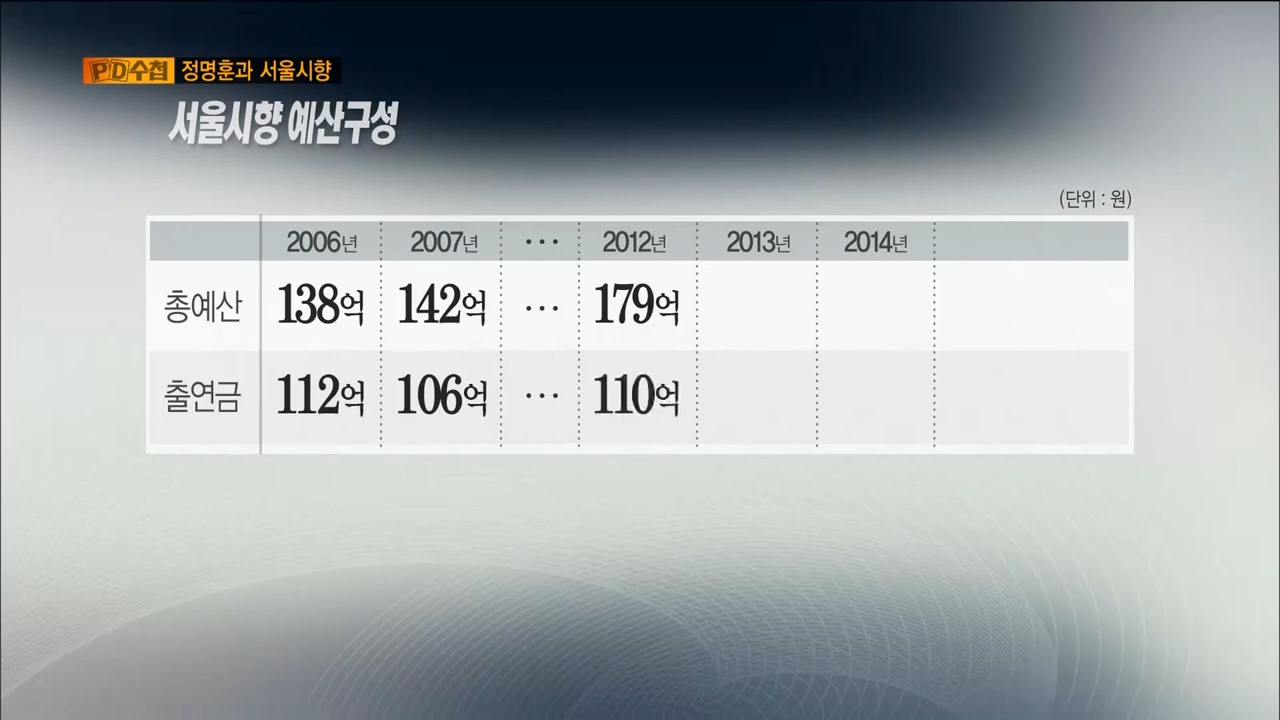 PD수첩 정명훈과 서울시향
서울시향 예산구성
(단위 : 원)
2006년 2007년 ··· 2012년 2013년 2014년
총예산 138억 142억 ··· 179억
출연금 112억 106억 ··· 110억